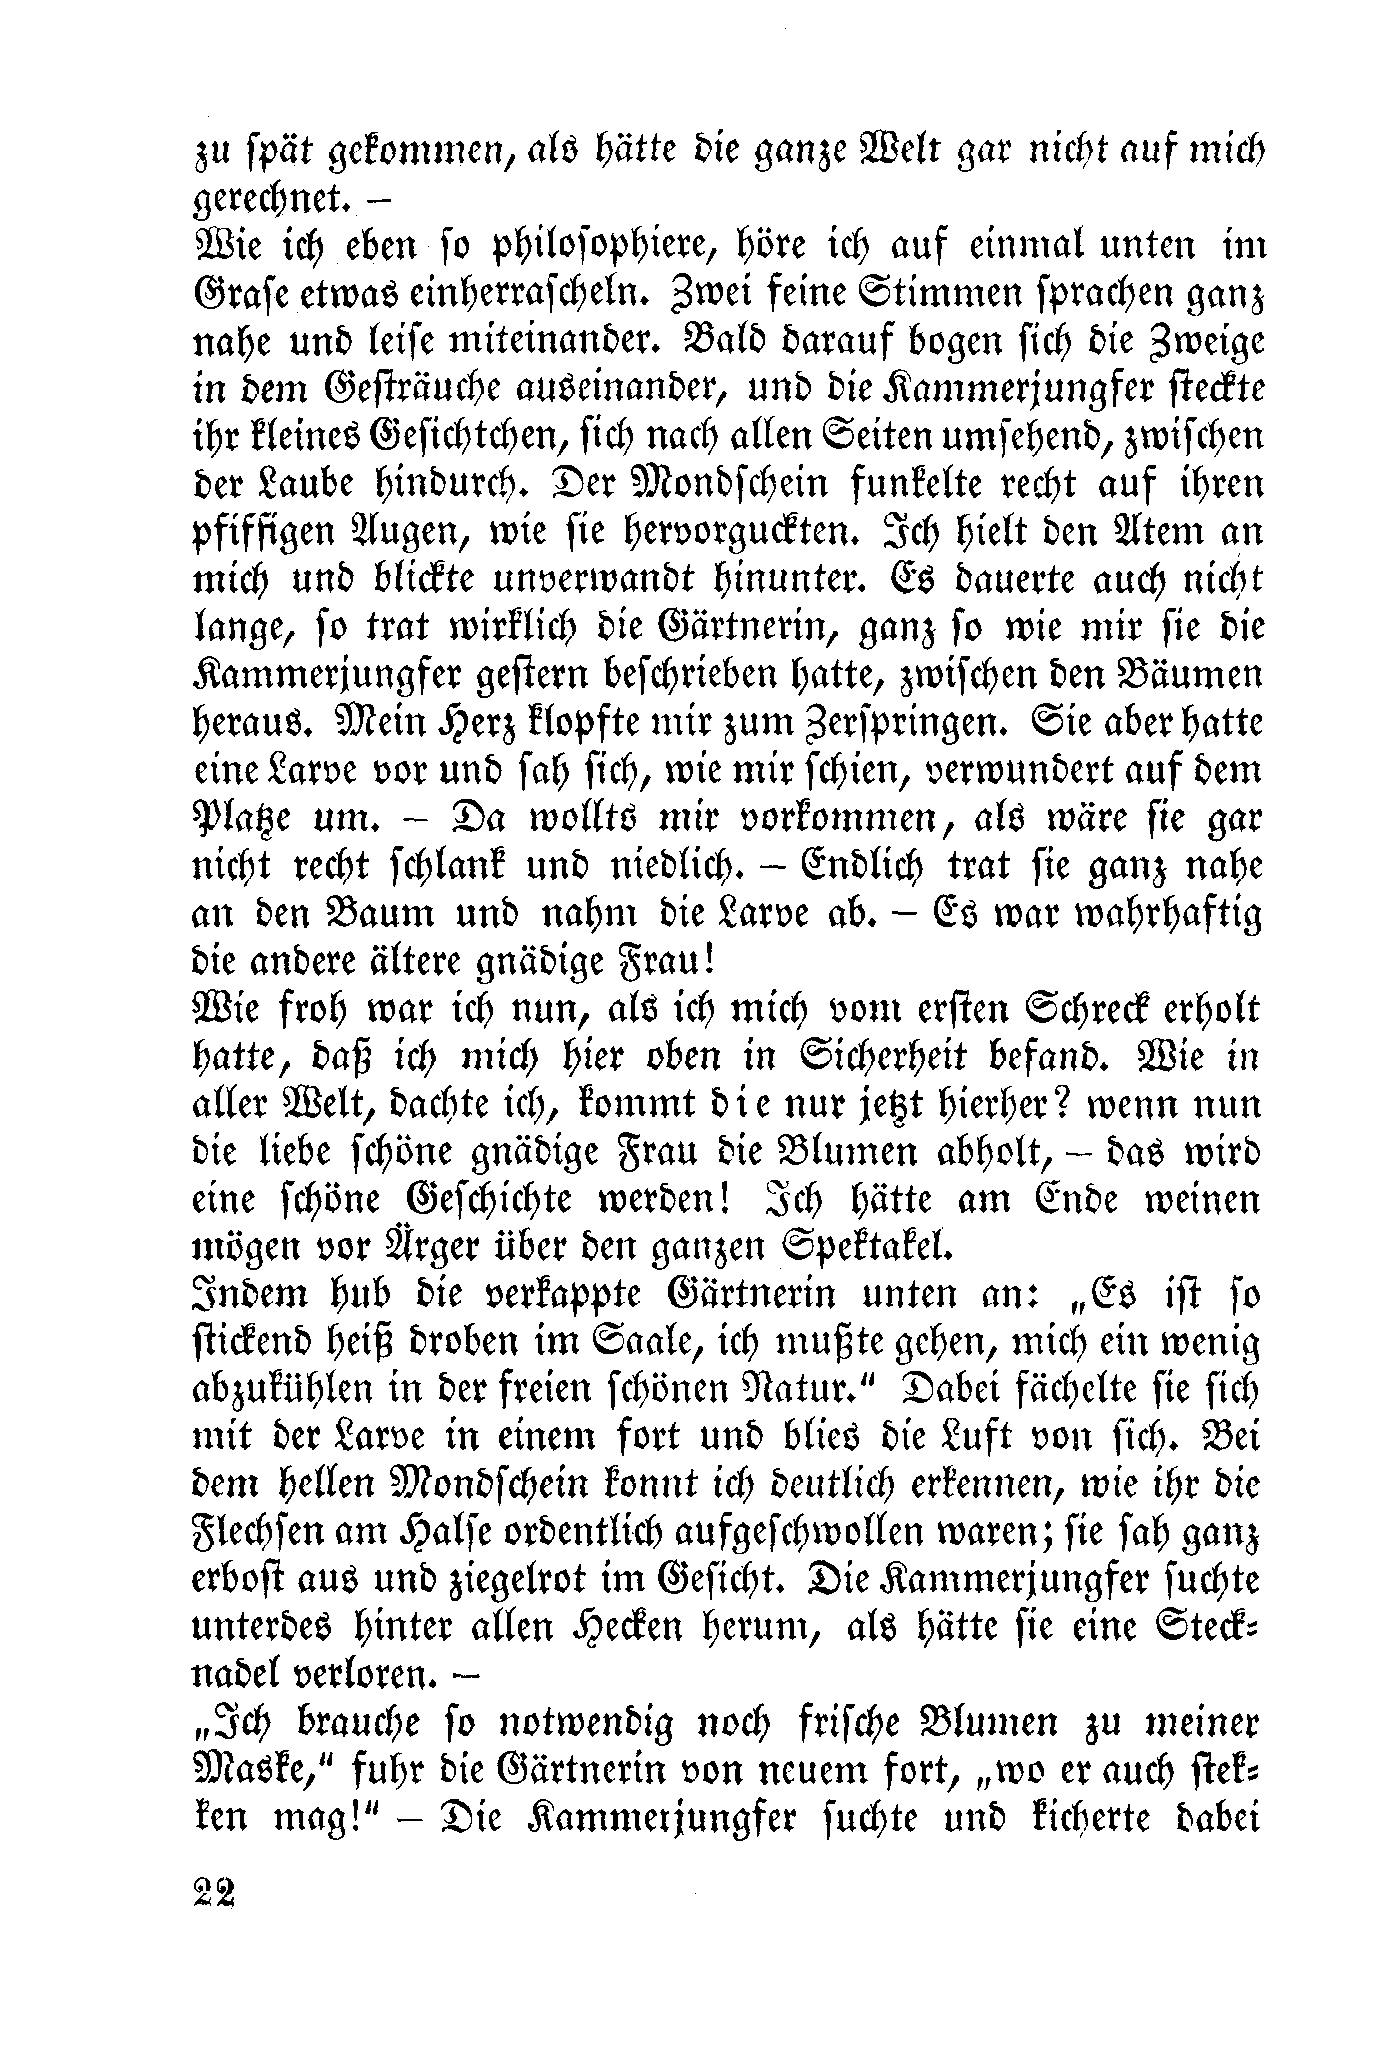 zu spät gekommen, als hätte die ganze Welt gar nicht auf mich
gerechnet. –
Wie ich eben so philosophiere, höre ich auf einmal unten im
Grase etwas einherrascheln. Zwei feine Stimmen sprachen ganz
nahe und leise miteinander. Bald darauf bogen sich die Zweige
in dem Gesträuche auseinander, und die Kammerjungfer steckte
ihr kleines Gesichtchen, sich nach allen Seiten umsehend, zwischen
der Laube hindurch. Der Mondschein funkelte recht auf ihren
pfiffigen Augen, wie sie hervorguckten. Ich hielt den Atem an
mich und blickte unverwandt hinunter. Es dauerte auch nicht
lange, so trat wirklich die Gärtnerin, ganz so wie mir sie die
Kammerjungfer gestern beschrieben hatte, zwischen den Bäumen
heraus. Mein Herz klopfte mir zum Zerspringen. Sie aber hatte
eine Larve vor und sah sich, wie mir schien, verwundert auf dem
Platze um. – Da wollts mir vorkommen, als wäre sie gar
nicht recht schlank und niedlich. – Endlich trat sie ganz nahe
an den Baum und nahm die Larve ab. – Es war wahrhaftig
die andere ältere gnädige Frau!
Wie froh war ich nun, als ich mich vom ersten Schreck erholt
hatte, daß ich mich hier oben in Sicherheit befand. Wie in
aller Welt, dachte ich, kommt die nur jetzt hierher? wenn nun
die liebe schöne gnädige Frau die Blumen abholt, – das wird
eine schöne Geschichte werden! Ich hätte am Ende weinen
mögen vor Ärger über den ganzen Spektakel.
Indem hub die verkappte Gärtnerin unten an: „Es ist so
stickend heiß droben im Saale, ich mußte gehen, mich ein wenig
abzukühlen in der freien schönen Natur.“ Dabei fächelte sie sich
mit der Larve in einem fort und blies die Luft von sich. Bei
dem hellen Mondschein konnt ich deutlich erkennen, wie ihr die
Flechsen am Halse ordentlich aufgeschwollen waren; sie sah ganz
erbost aus und ziegelrot im Gesicht. Die Kammerjungfer suchte
unterdes hinter allen Hecken herum, als hätte sie eine Steck-
nadel verloren. –
„Ich brauche so notwendig noch frische Blumen zu meiner
Maske,“ fuhr die Gärtnerin von neuem fort, „wo er auch stek-
ken mag!“ – Die Kammerjungfer suchte und kicherte dabei
22